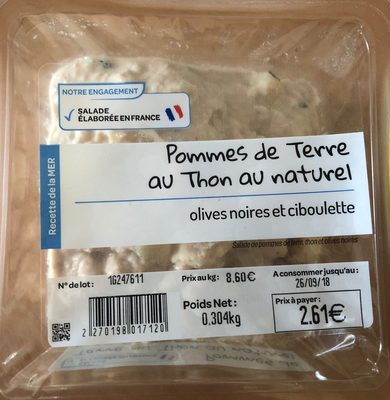 NOTRE ENGAGEMENT
✓ SALADE
ÉLABORÉE EN FRANCE
Recette de la MER
Pommes de Terre
au Thon au naturel
olives noires et ciboulette
Salade de pommes de terre, thon et olives noires
N° de lot : 1G247611
Prix au kg : 8.60€
A consommer jusqu'au :
26/09/18
Poids Net :
0,304kg
Prix à payer :
2.61€
2 270198 017120